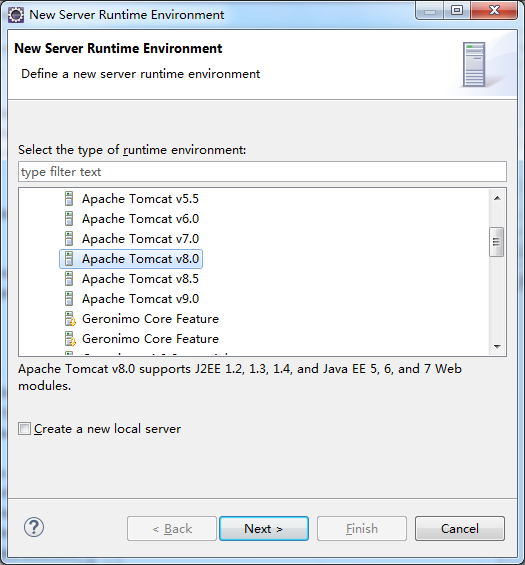 New Server Runtime Environment
New Server Runtime Environment
Define a new server runtime environment
Select the type of runtime environment:
type filter text
Apache Tomcat v5.5
Apache Tomcat v6.0
Apache Tomcat v7.0
Apache Tomcat v8.0
Apache Tomcat v8.5
Apache Tomcat v9.0
Geronimo Core Feature
Geronimo Core Feature
Apache Tomcat v8.0 supports J2EE 1.2, 1.3, 1.4, and Java EE 5, 6, and 7 Web
modules.
Create a new local server
? < Back Next > Finish Cancel